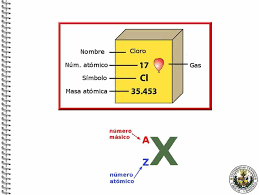 Nombre Cloro
Núm. atómico 17 Gas
Símbolo Cl
Masa atómica 35.453
número
másico A X
Z
número
atómico